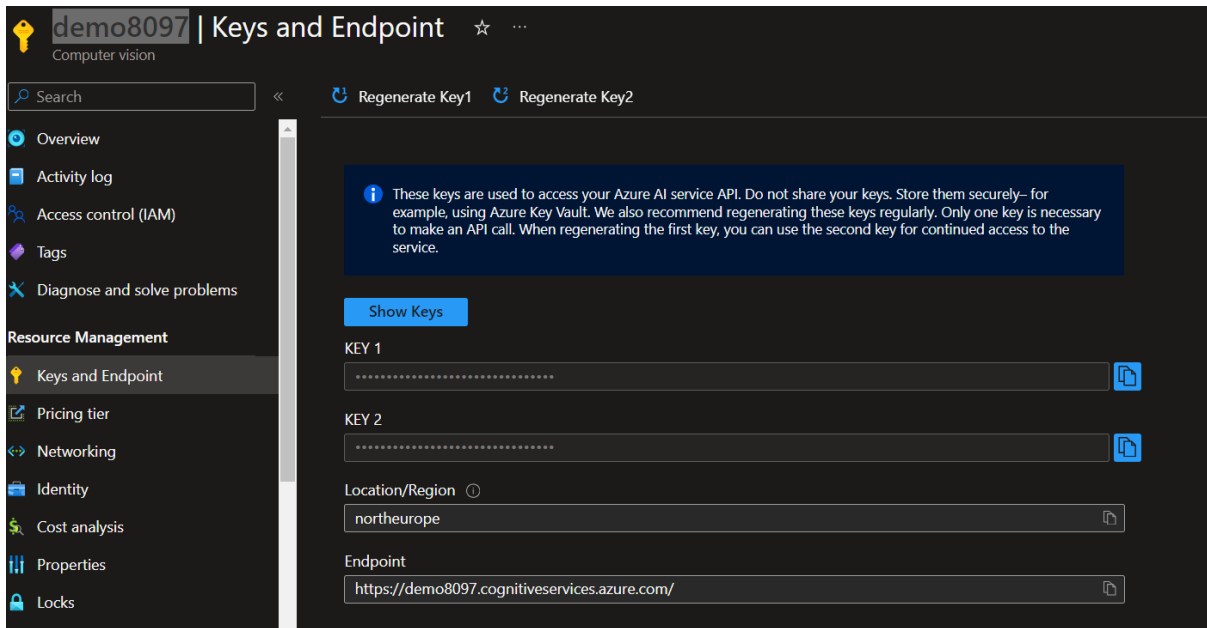 demo8097 | Keys and Endpoint
Computer vision
Search
Regenerate Key1
Regenerate Key2
Overview
Activity log
Access control (IAM)
Tags
Diagnose and solve problems
Resource Management
Keys and Endpoint
Pricing tier
Networking
Identity
Cost analysis
Properties
Locks
These keys are used to access your Azure AI service API. Do not share your keys. Store them securely– for
example, using Azure Key Vault. We also recommend regenerating these keys regularly. Only one key is necessary
to make an API call. When regenerating the first key, you can use the second key for continued access to the
service.
Show Keys
KEY 1
KEY 2
Location/Region
northeurope
Endpoint
https://demo8097.cognitiveservices.azure.com/